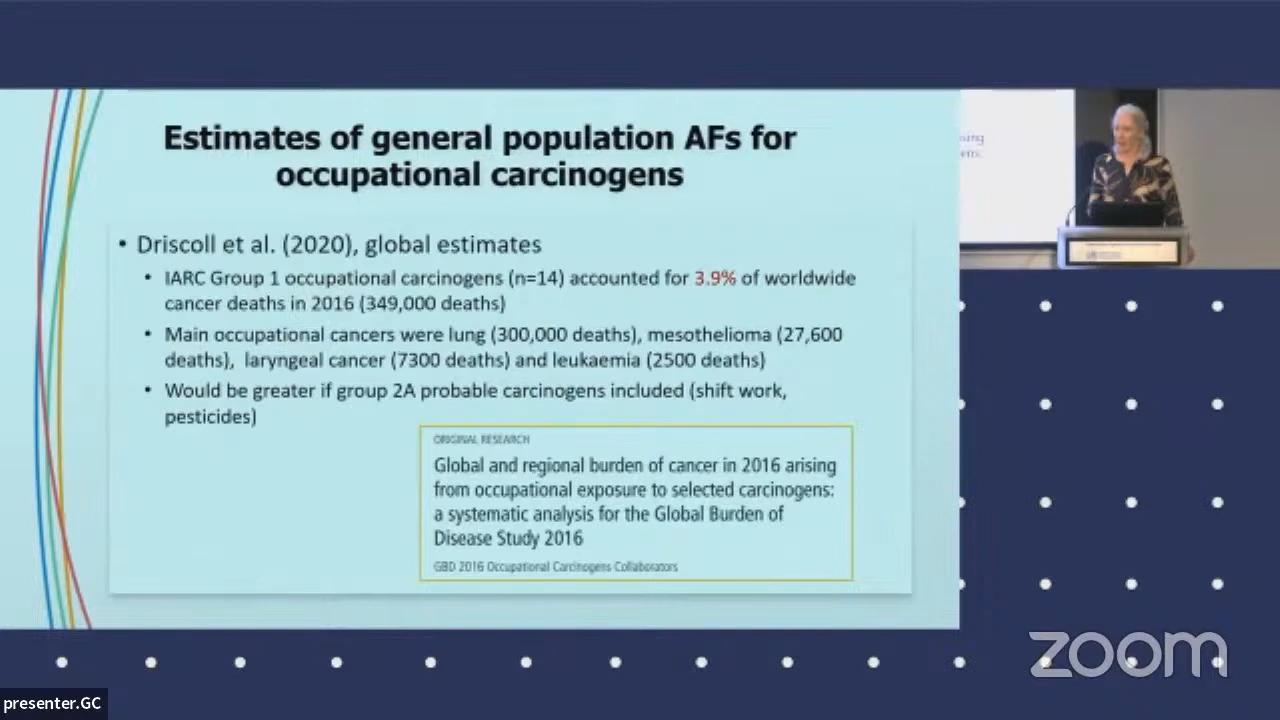 Estimates of general population AFs for
occupational carcinogens
• Driscoll et al. (2020), global estimates
• IARC Group 1 occupational carcinogens (n=14) accounted for 3.9% of worldwide
cancer deaths in 2016 (349,000 deaths)
• Main occupational cancers were lung (300,000 deaths), mesothelioma (27,600
deaths), laryngeal cancer (7300 deaths) and leukaemia (2500 deaths)
• Would be greater if group 2A probable carcinogens included (shift work,
pesticides)
ORIGINAL RESEARCH
Global and regional burden of cancer in 2016 arising
from occupational exposure to selected carcinogens:
a systematic analysis for the Global Burden of
Disease Study 2016
GBD 2016 Occupational Carcinogens Collaborators
zoom
presenter.GC